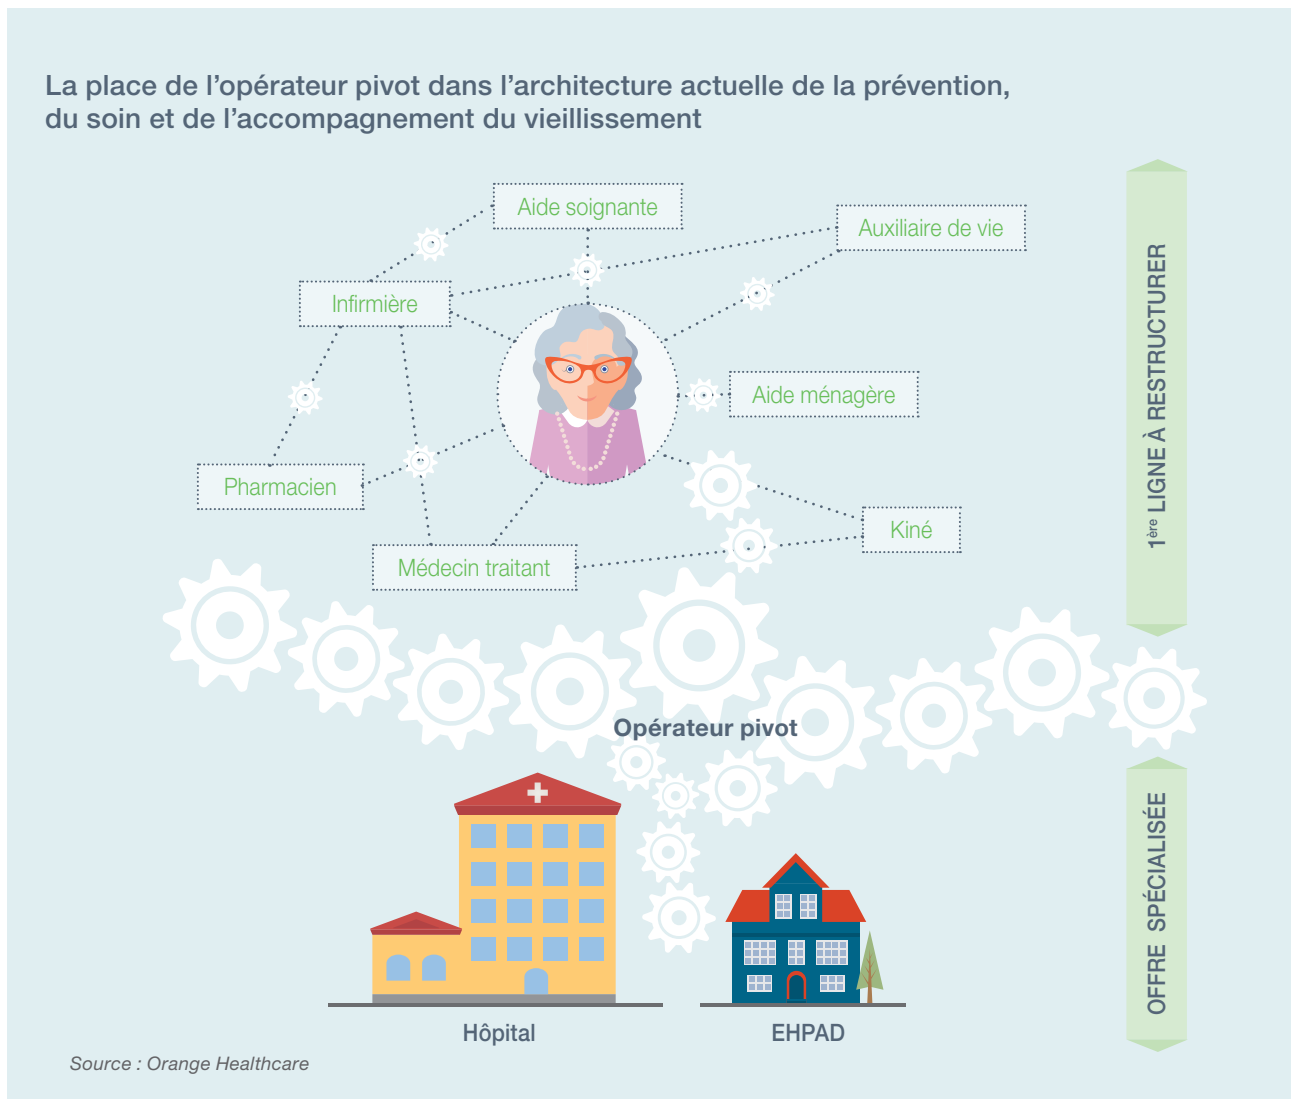 La place de l’opérateur pivot dans l’architecture actuelle de la prévention,
du soin et de l’accompagnement du vieillissement
Aide soignante
Auxiliaire de vie
Infirmière
Aide ménagère
Pharmacien
Kiné
Médecin traitant
1ère LIGNE À RESTRUCTURER
Opérateur pivot
OFFRE SPÉCIALISÉE
Hôpital
EHPAD
Source : Orange Healthcare